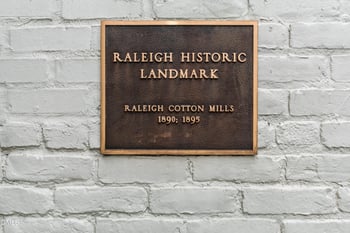 RALEIGH HISTORIC
LANDMARK
RALEIGH COTTON MILLS
1890; 1895